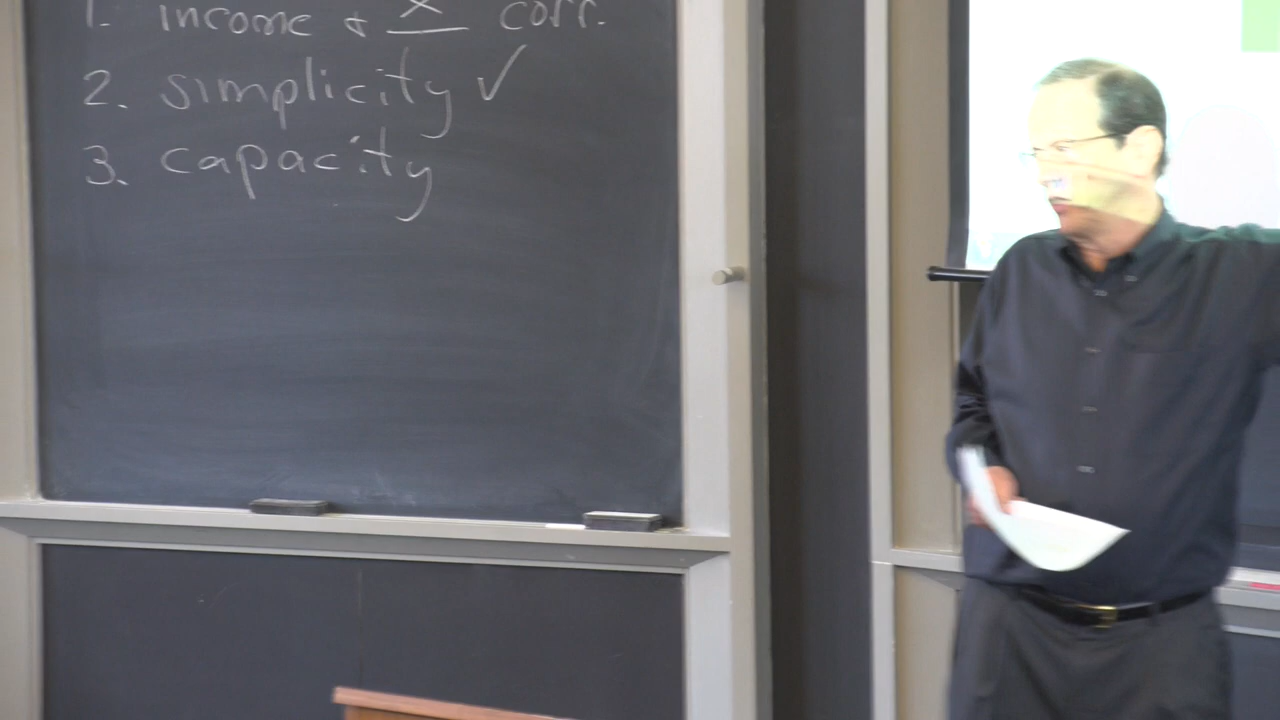 1. income & X corr.
2. simplicity ✓
3. capacity